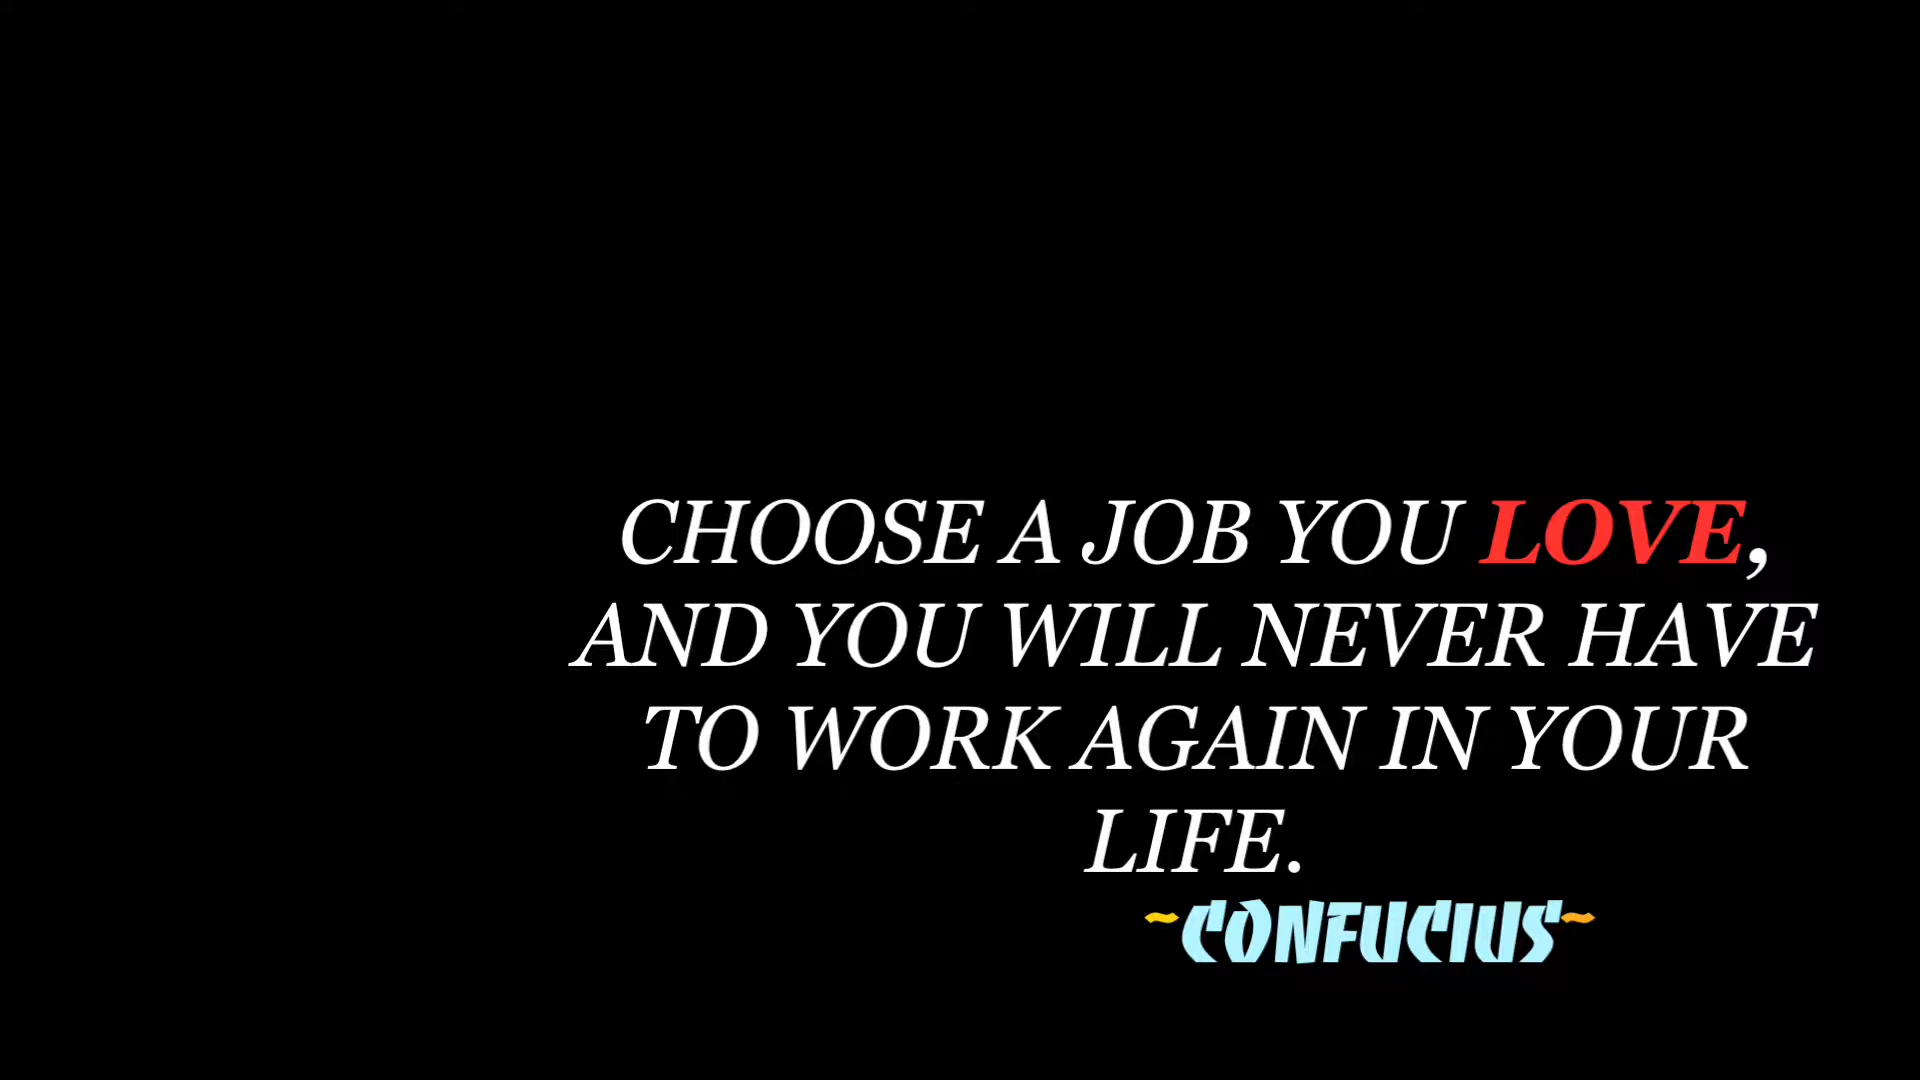 CHOOSE A JOB YOU LOVE,
AND YOU WILL NEVER HAVE
TO WORK AGAIN IN YOUR
LIFE.
~CONFUCIUS~